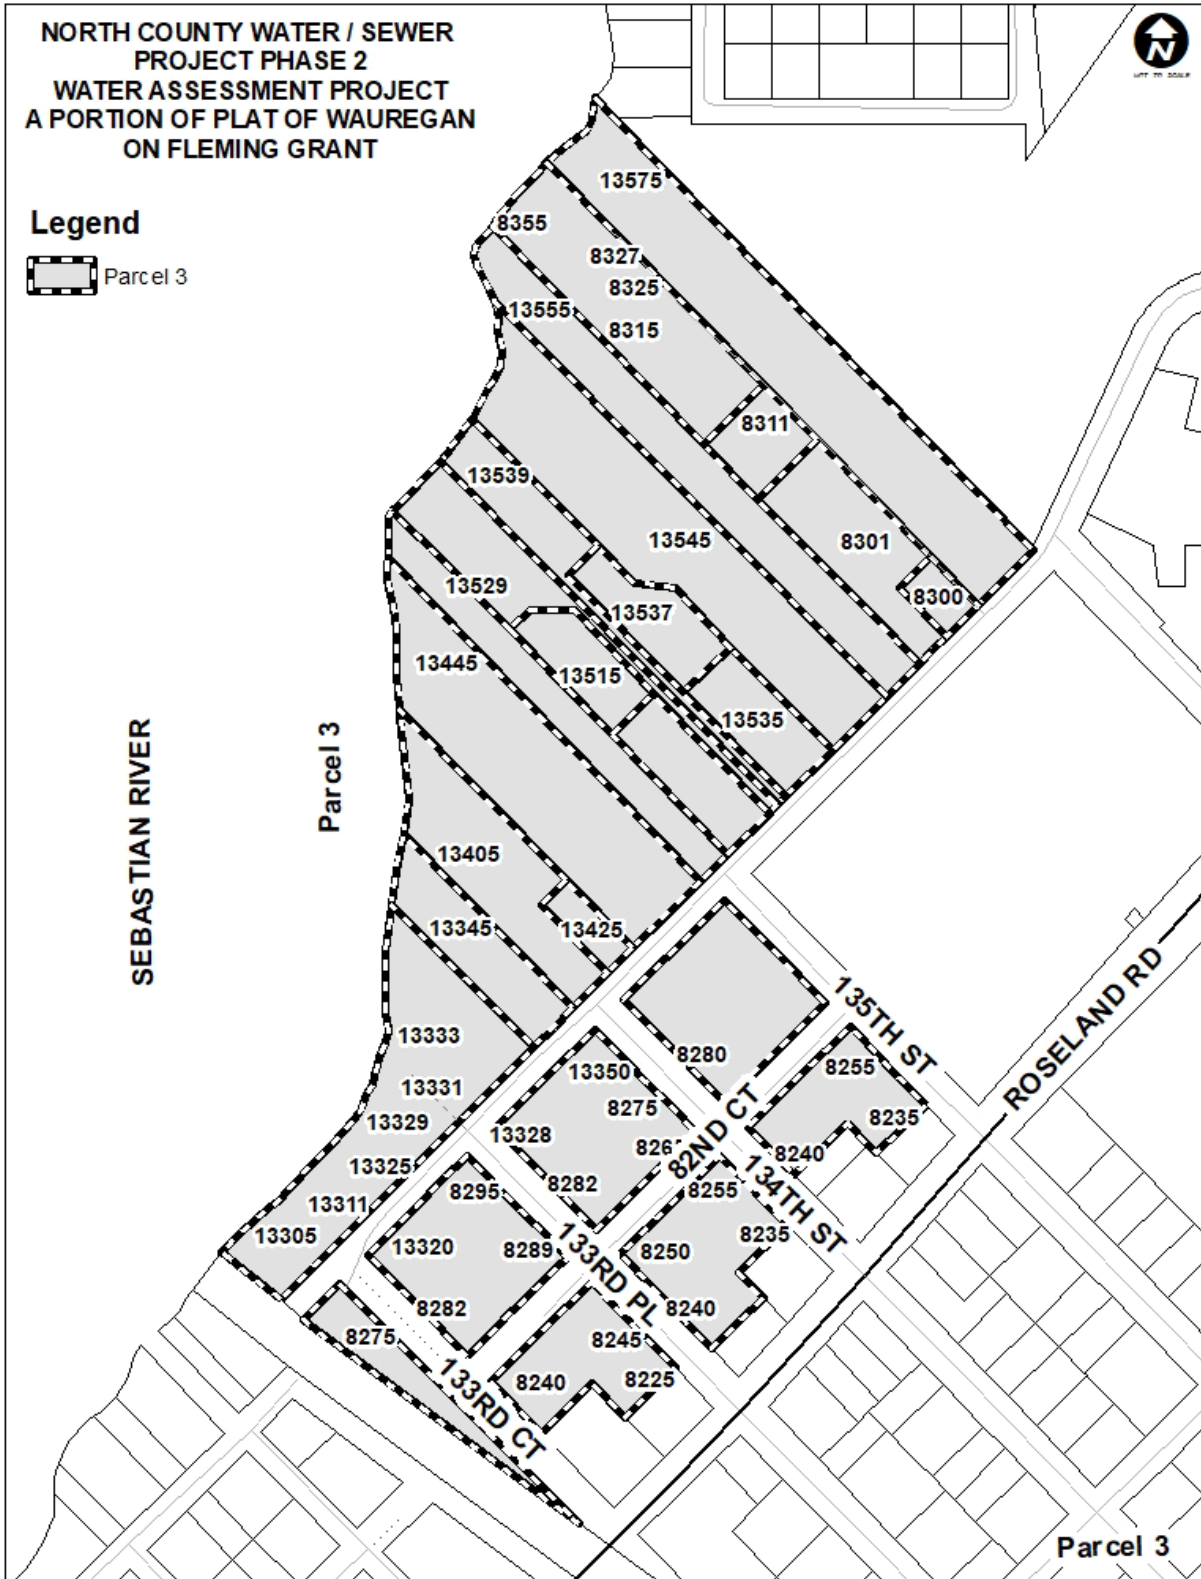 NORTH COUNTY WATER / SEWER
PROJECT PHASE 2
WATER ASSESSMENT PROJECT
A PORTION OF PLAT OF WAUREGAN
ON FLEMING GRANT
N
NOT TO SCALE
Legend
Parcel 3
13575
8355
8327
8325
13555
8315
8311
13539
13545
8301
13529
13537
8300
13445
13515
13535
SEBASTIAN RIVER
Parcel 3
13405
13345
13425
135TH ST
ROSELAND RD
13333
8280
8255
13350
13331
8275
13329
13328
8235
82ND CT
8240
134TH ST
13325
8282
8255
8295
13311
13305
13320
8289
133RD PL
8250
8235
8282
8240
8275
8245
133RD CT
8240
8225
Parcel 3